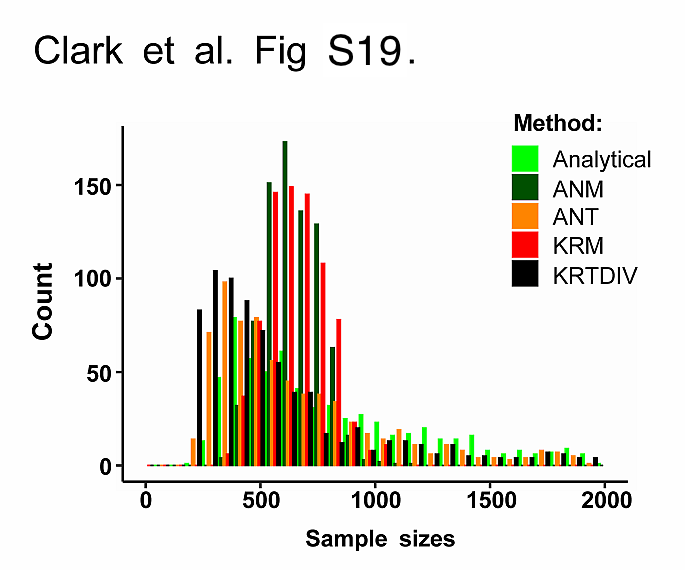 Clark et al. Fig S19.
Method:
Analytical
ANM
ANT
KRM
KRTDIV
150
100
50
0
Count
0 500 1000 1500 2000
Sample sizes